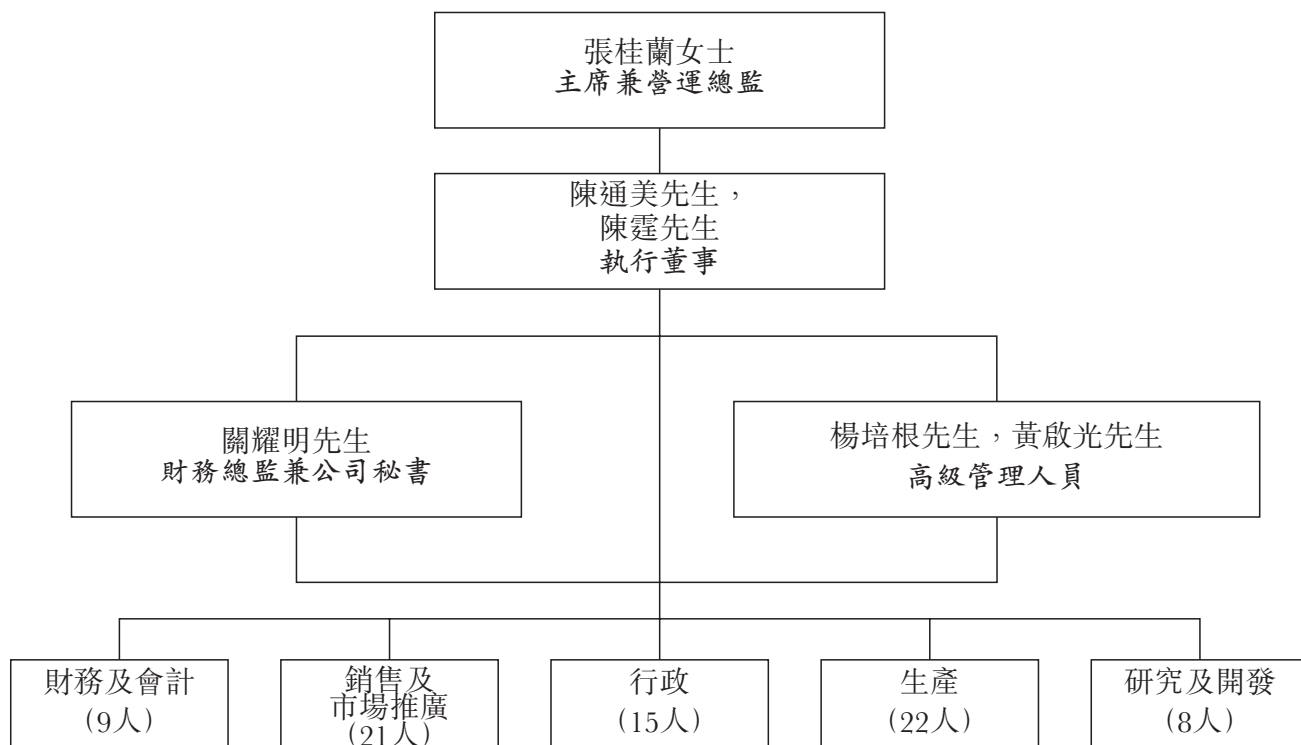 張桂蘭女士
主席兼營運總監
陳通美先生，
陳霆先生
執行董事
關耀明先生
財務總監兼公司秘書
楊培根先生，黃啟光先生
高級管理人員
財務及會計
(9人)
銷售及
市場推廣
(21人)
行政
(15人)
生產
(22人)
研究及開發
(8人)